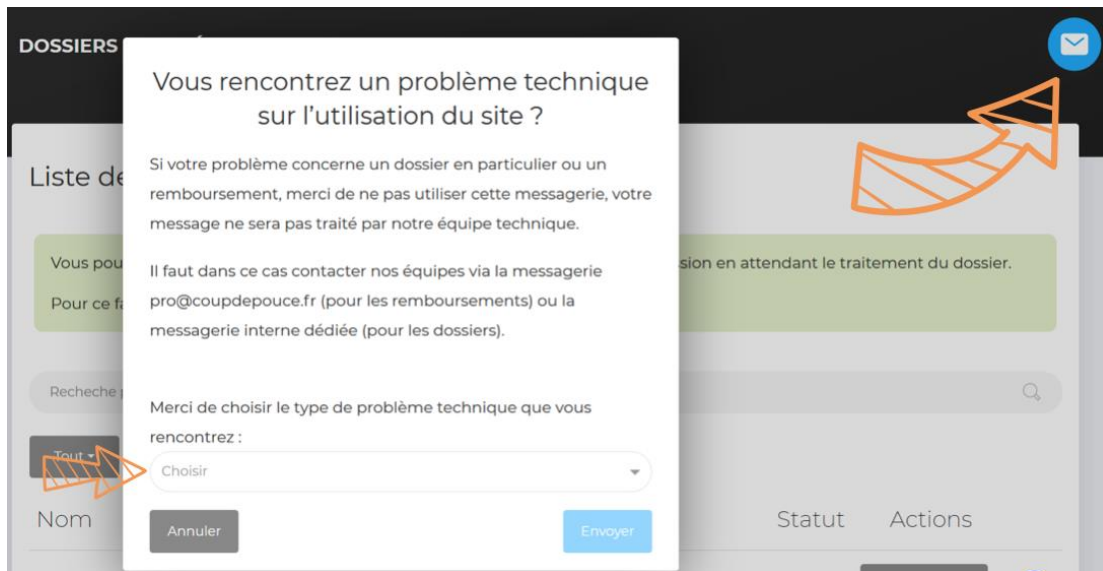 DOSSIERS
Vous rencontrez un problème technique
sur l'utilisation du site ?
Si votre problème concerne un dossier en particulier ou un
remboursement, merci de ne pas utiliser cette messagerie, votre
message ne sera pas traité par notre équipe technique.
Liste de
Vous pou
sion en attendant le traitement du dossier.
Il faut dans ce cas contacter nos équipes via la messagerie
pro@coupdepouce.fr (pour les remboursements) ou la
messagerie interne dédiée (pour les dossiers).
Pour ce fa
Recheche p
Merci de choisir le type de problème technique que vous
rencontrez :
Tout
Choisir
Annuler
Envoyer
Nom
Statut
Actions